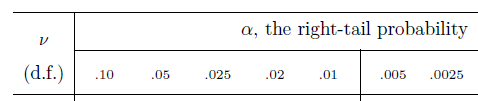 ν α, the right-tail probability
(d.f.) .10 .05 .025 .02 .01 .005 .0025